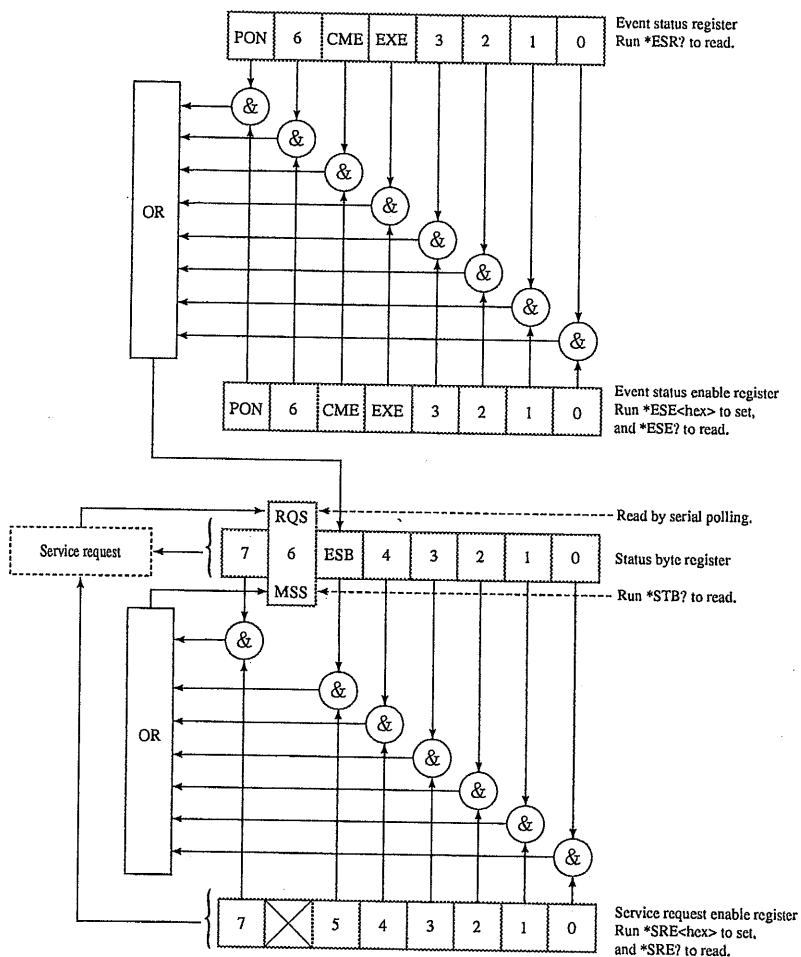 PON 6 CME EXE 3 2 1 0
Event status register
Run *ESR? to read.
&
&
&
&
OR
&
&
&
&
PON 6 CME EXE 3 2 1 0
Event status enable register
Run *ESE<hex> to set,
and *ESE? to read.
RQS
Read by serial polling.
Service request
7 6 ESB 4 3 2 1 0
Status byte register
MSS
Run *STB? to read.
&
&
&
OR
&
&
&
&
7 5 4 3 2 1 0
Service request enable register
Run *SRE<hex> to set,
and *SRE? to read.